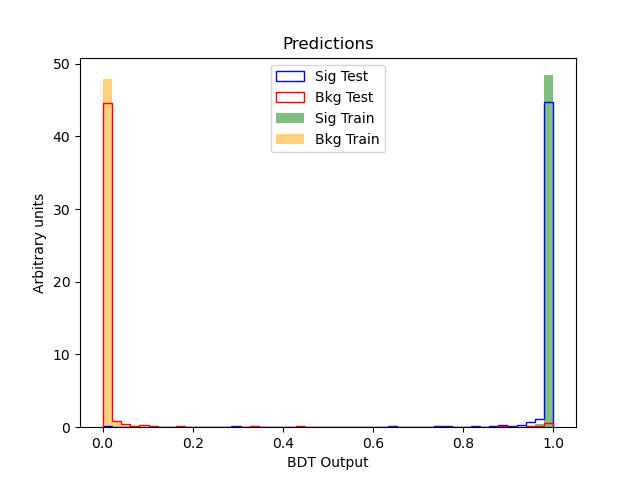 Predictions
Sig Test
Bkg Test
Sig Train
Bkg Train
50
40
30
20
10
0
Arbitrary units
0.0 0.2 0.4 0.6 0.8 1.0
BDT Output